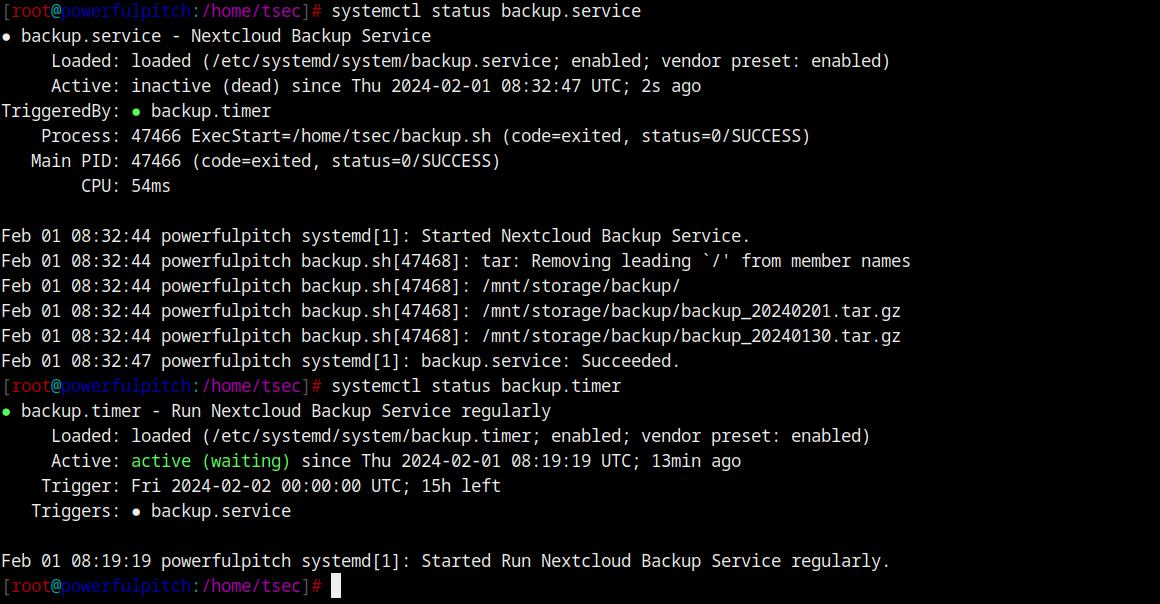 [root@powerfulpitch:/home/tsec]# systemctl status backup.service
● backup.service - Nextcloud Backup Service
     Loaded: loaded (/etc/systemd/system/backup.service; enabled; vendor preset: enabled)
     Active: inactive (dead) since Thu 2024-02-01 08:32:47 UTC; 2s ago
TriggeredBy: ● backup.timer
    Process: 47466 ExecStart=/home/tsec/backup.sh (code=exited, status=0/SUCCESS)
   Main PID: 47466 (code=exited, status=0/SUCCESS)
        CPU: 54ms

Feb 01 08:32:44 powerfulpitch systemd[1]: Started Nextcloud Backup Service.
Feb 01 08:32:44 powerfulpitch backup.sh[47468]: tar: Removing leading `/' from member names
Feb 01 08:32:44 powerfulpitch backup.sh[47468]: /mnt/storage/backup/
Feb 01 08:32:44 powerfulpitch backup.sh[47468]: /mnt/storage/backup/backup_20240201.tar.gz
Feb 01 08:32:44 powerfulpitch backup.sh[47468]: /mnt/storage/backup/backup_20240130.tar.gz
Feb 01 08:32:47 powerfulpitch systemd[1]: backup.service: Succeeded.
[root@powerfulpitch:/home/tsec]# systemctl status backup.timer
● backup.timer - Run Nextcloud Backup Service regularly
     Loaded: loaded (/etc/systemd/system/backup.timer; enabled; vendor preset: enabled)
     Active: active (waiting) since Thu 2024-02-01 08:19:19 UTC; 13min ago
    Trigger: Fri 2024-02-02 00:00:00 UTC; 15h left
   Triggers: ● backup.service

Feb 01 08:19:19 powerfulpitch systemd[1]: Started Run Nextcloud Backup Service regularly.
[root@powerfulpitch:/home/tsec]#